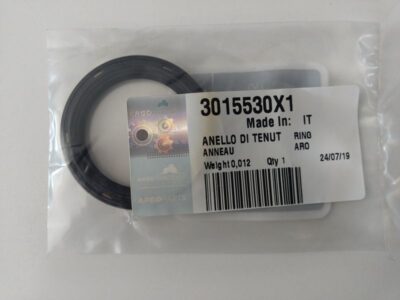 3015530X1
Made In: IT
ANELLO DI TENUT RING
ANNEAU ARO
Weight 0,012 Qty 1 24/07/19